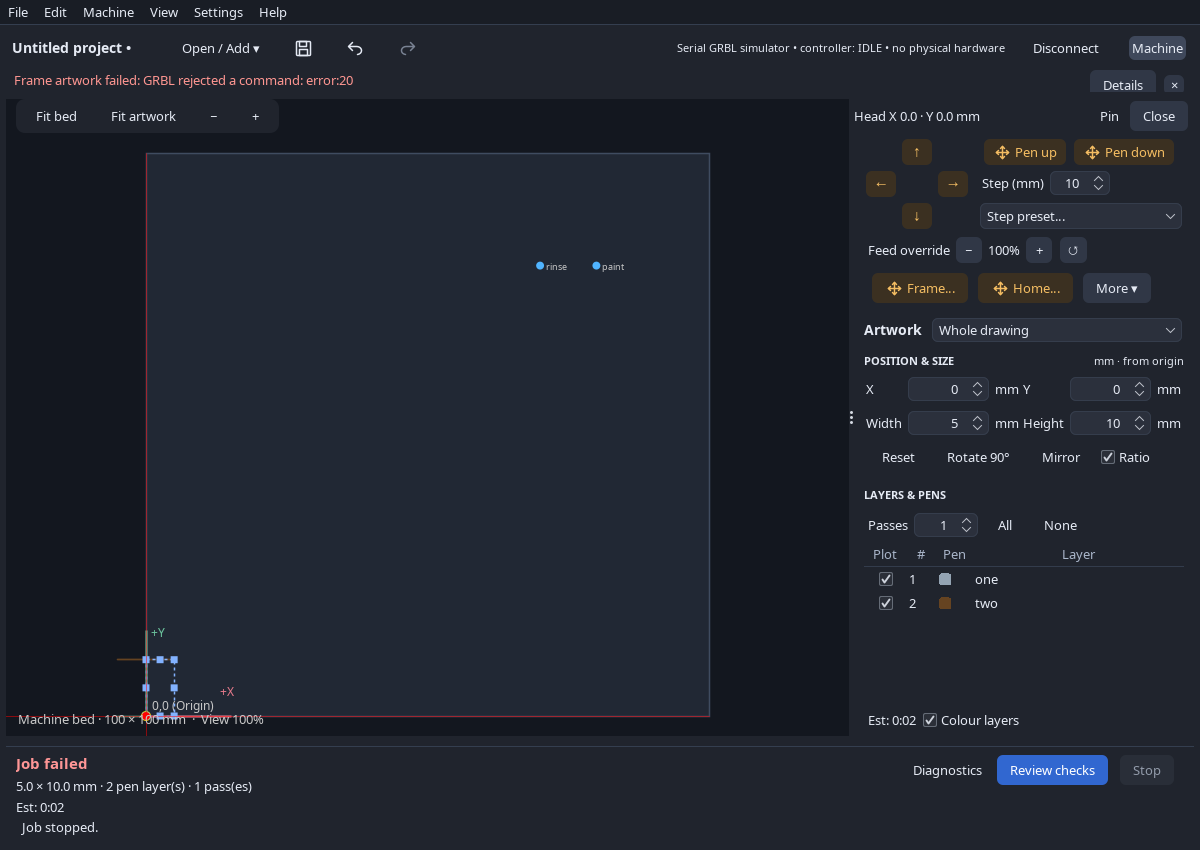 File Edit Machine View Settings Help
Untitled project • Open / Add ▾ Serial GRBL simulator • controller: IDLE • no physical hardware Disconnect Machine
Frame artwork failed: GRBL rejected a command: error:20 Details ×
Fit bed Fit artwork − + Head X 0.0 · Y 0.0 mm Pin Close
↑ Pen up Pen down
← → Step (mm) 10
↓ Step preset...
Feed override − 100% + ↺
rinse paint
Frame... Home... More ▾
Artwork Whole drawing
POSITION & SIZE mm · from origin
X 0 mm Y 0 mm
Width 5 mm Height 10 mm
Reset Rotate 90° Mirror Ratio
LAYERS & PENS
Passes 1 All None
Plot # Pen Layer
1 one
2 two
+Y
+X
0,0 (Origin)
Machine bed · 100 × 100 mm · View 100% Est: 0:02 Colour layers
Job failed
5.0 × 10.0 mm · 2 pen layer(s) · 1 pass(es)
Est: 0:02
Job stopped.
Diagnostics Review checks Stop